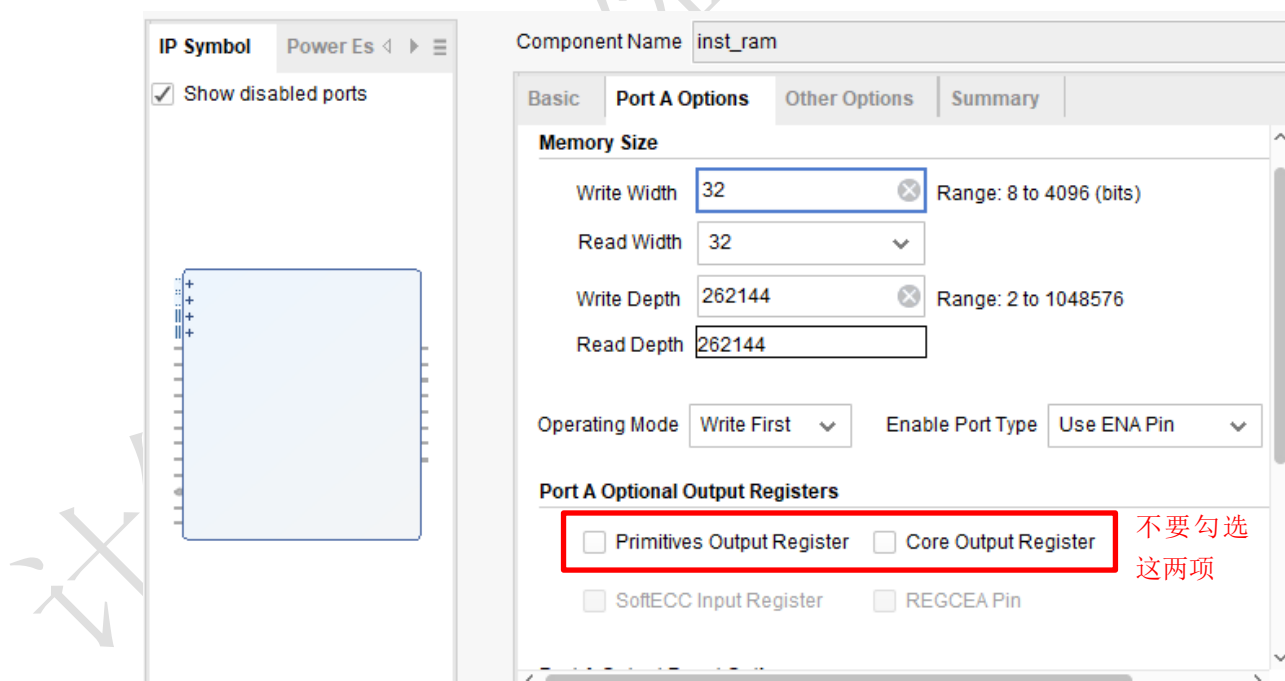 IP Symbol Power Es
Show disabled ports
Component Name inst_ram
Basic Port A Options Other Options Summary
Memory Size
Write Width 32 Range: 8 to 4096 (bits)
Read Width 32
Write Depth 262144 Range: 2 to 1048576
Read Depth 262144
Operating Mode Write First Enable Port Type Use ENA Pin
Port A Optional Output Registers
Primitives Output Register Core Output Register
不要勾选
这两项
SoftECC Input Register REGCEA Pin